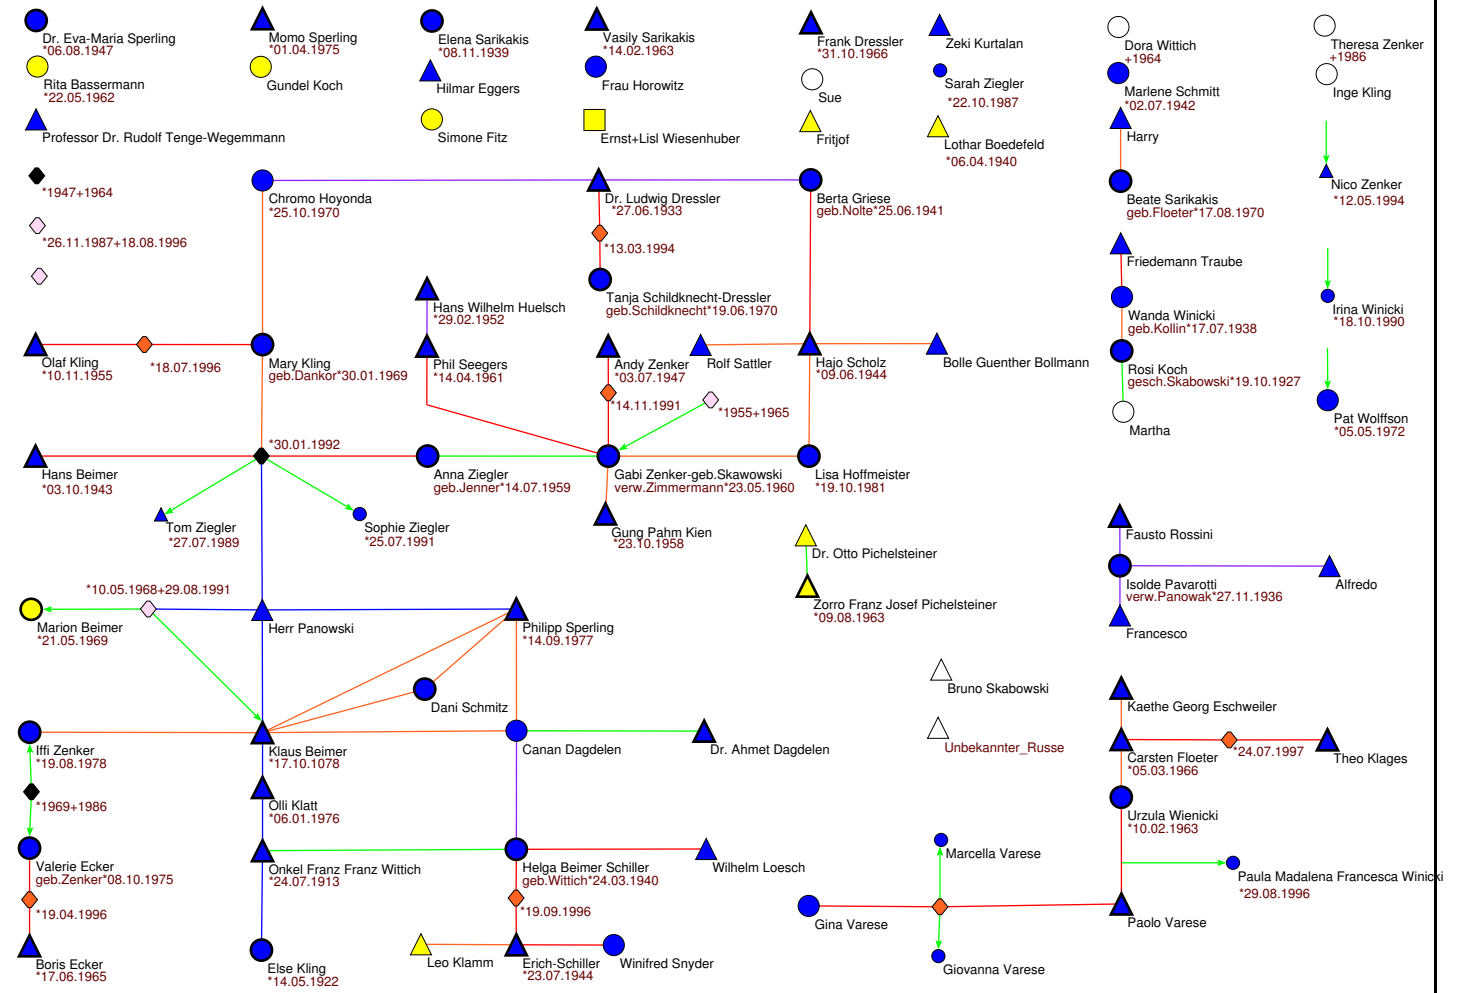 Dr. Eva-Maria Sperling
*06.08.1947
Momo Sperling
*01.04.1975
Elena Sarikakis
*08.11.1939
Vasily Sarikakis
*14.02.1963
Frank Dressler
*31.10.1966
Zeki Kurtalan
Dora Wittich
+1964
Theresa Zenker
+1986
Rita Bassermann
*22.05.1962
Gundel Koch
Hilmar Eggers
Frau Horowitz
Sue
Sarah Ziegler
*22.10.1987
Marlene Schmitt
*02.07.1942
Inge Kling
Professor Dr. Rudolf Tenge-Wegemmann
Simone Fitz
Ernst+Lisl Wiesenhuber
Fritjof
Lothar Boedefeld
*06.04.1940
Harry
*1947+1964
Chromo Hoyonda
*25.10.1970
Dr. Ludwig Dressler
*27.06.1933
Berta Griese
geb.Nolte*25.06.1941
Beate Sarikakis
geb.Floeter*17.08.1970
Nico Zenker
*12.05.1994
*26.11.1987+18.08.1996
*13.03.1994
Friedemann Traube
Hans Wilhelm Huelsch
*29.02.1952
Tanja Schildknecht-Dressler
geb.Schildknecht*19.06.1970
Wanda Winicki
geb.Kollin*17.07.1938
Irina Winicki
*18.10.1990
Olaf Kling
*10.11.1955
*18.07.1996
Mary Kling
geb.Dankor*30.01.1969
Phil Seegers
*14.04.1961
Andy Zenker
*03.07.1947
Rolf Sattler
Hajo Scholz
*09.06.1944
Bolle Guenther Bollmann
Rosi Koch
gesch.Skabowski*19.10.1927
*14.11.1991
*1955+1965
Martha
Pat Wolffson
*05.05.1972
*30.01.1992
Hans Beimer
*03.10.1943
Anna Ziegler
geb.Jenner*14.07.1959
Gabi Zenker-geb.Skawowski
verw.Zimmermann*23.05.1960
Lisa Hoffmeister
*19.10.1981
Tom Ziegler
*27.07.1989
Sophie Ziegler
*25.07.1991
Gung Pahm Kien
*23.10.1958
Dr. Otto Pichelsteiner
Fausto Rossini
*10.05.1968+29.08.1991
Zorro Franz Josef Pichelsteiner
*09.08.1963
Isolde Pavarotti
verw.Panowak*27.11.1936
Alfredo
Marion Beimer
*21.05.1969
Herr Panowski
Philipp Sperling
*14.09.1977
Francesco
Bruno Skabowski
Dani Schmitz
Kaethe Georg Eschweiler
Iffi Zenker
*19.08.1978
Klaus Beimer
*17.10.1078
Canan Dagdelen
Dr. Ahmet Dagdelen
Unbekannter_Russe
Carsten Floeter
*05.03.1966
*24.07.1997
Theo Klages
*1969+1986
Olli Klatt
*06.01.1976
Urzula Wienicki
*10.02.1963
Valerie Ecker
geb.Zenker*08.10.1975
Onkel Franz Franz Wittich
*24.07.1913
Helga Beimer Schiller
geb.Wittich*24.03.1940
Wilhelm Loesch
Marcella Varese
Paula Madalena Francesca Winicki
*29.08.1996
*19.04.1996
*19.09.1996
Gina Varese
Paolo Varese
Boris Ecker
*17.06.1965
Else Kling
*14.05.1922
Leo Klamm
Erich-Schiller
*23.07.1944
Winifred Snyder
Giovanna Varese